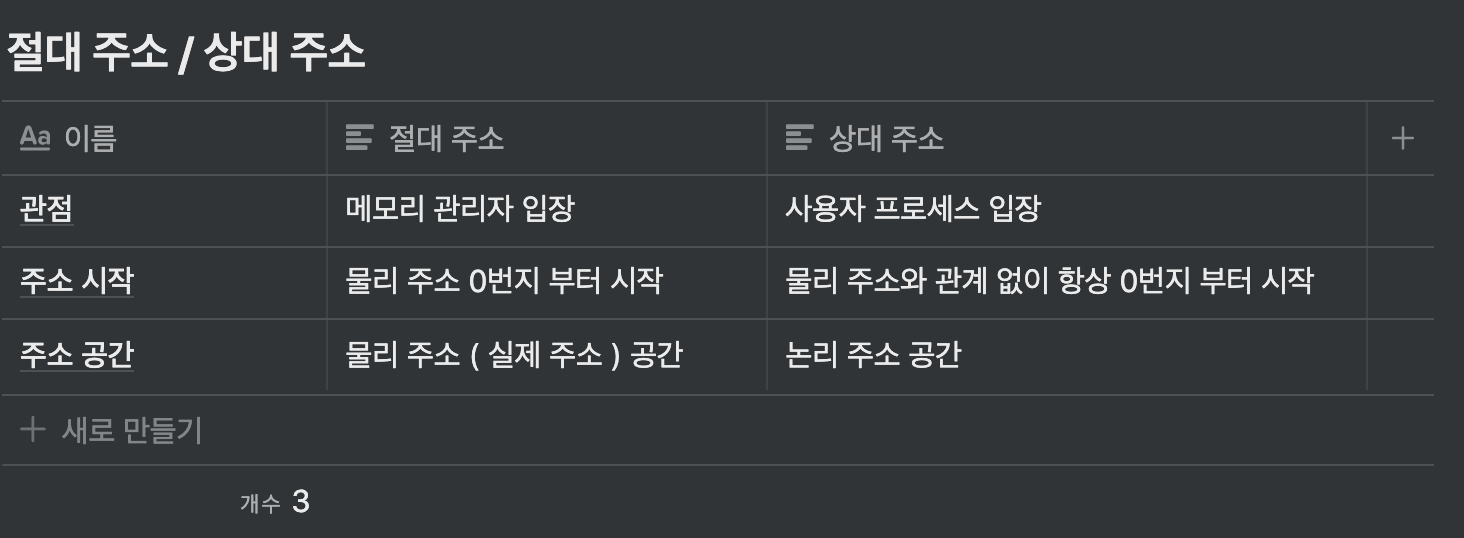 절대 주소 / 상대 주소
Aa 이름 절대 주소 상대 주소 +
관점 메모리 관리자 입장 사용자 프로세스 입장
주소 시작 물리 주소 0번지 부터 시작 물리 주소와 관계 없이 항상 0번지 부터 시작
주소 공간 물리 주소 ( 실제 주소 ) 공간 논리 주소 공간
+ 새로 만들기
개수 3